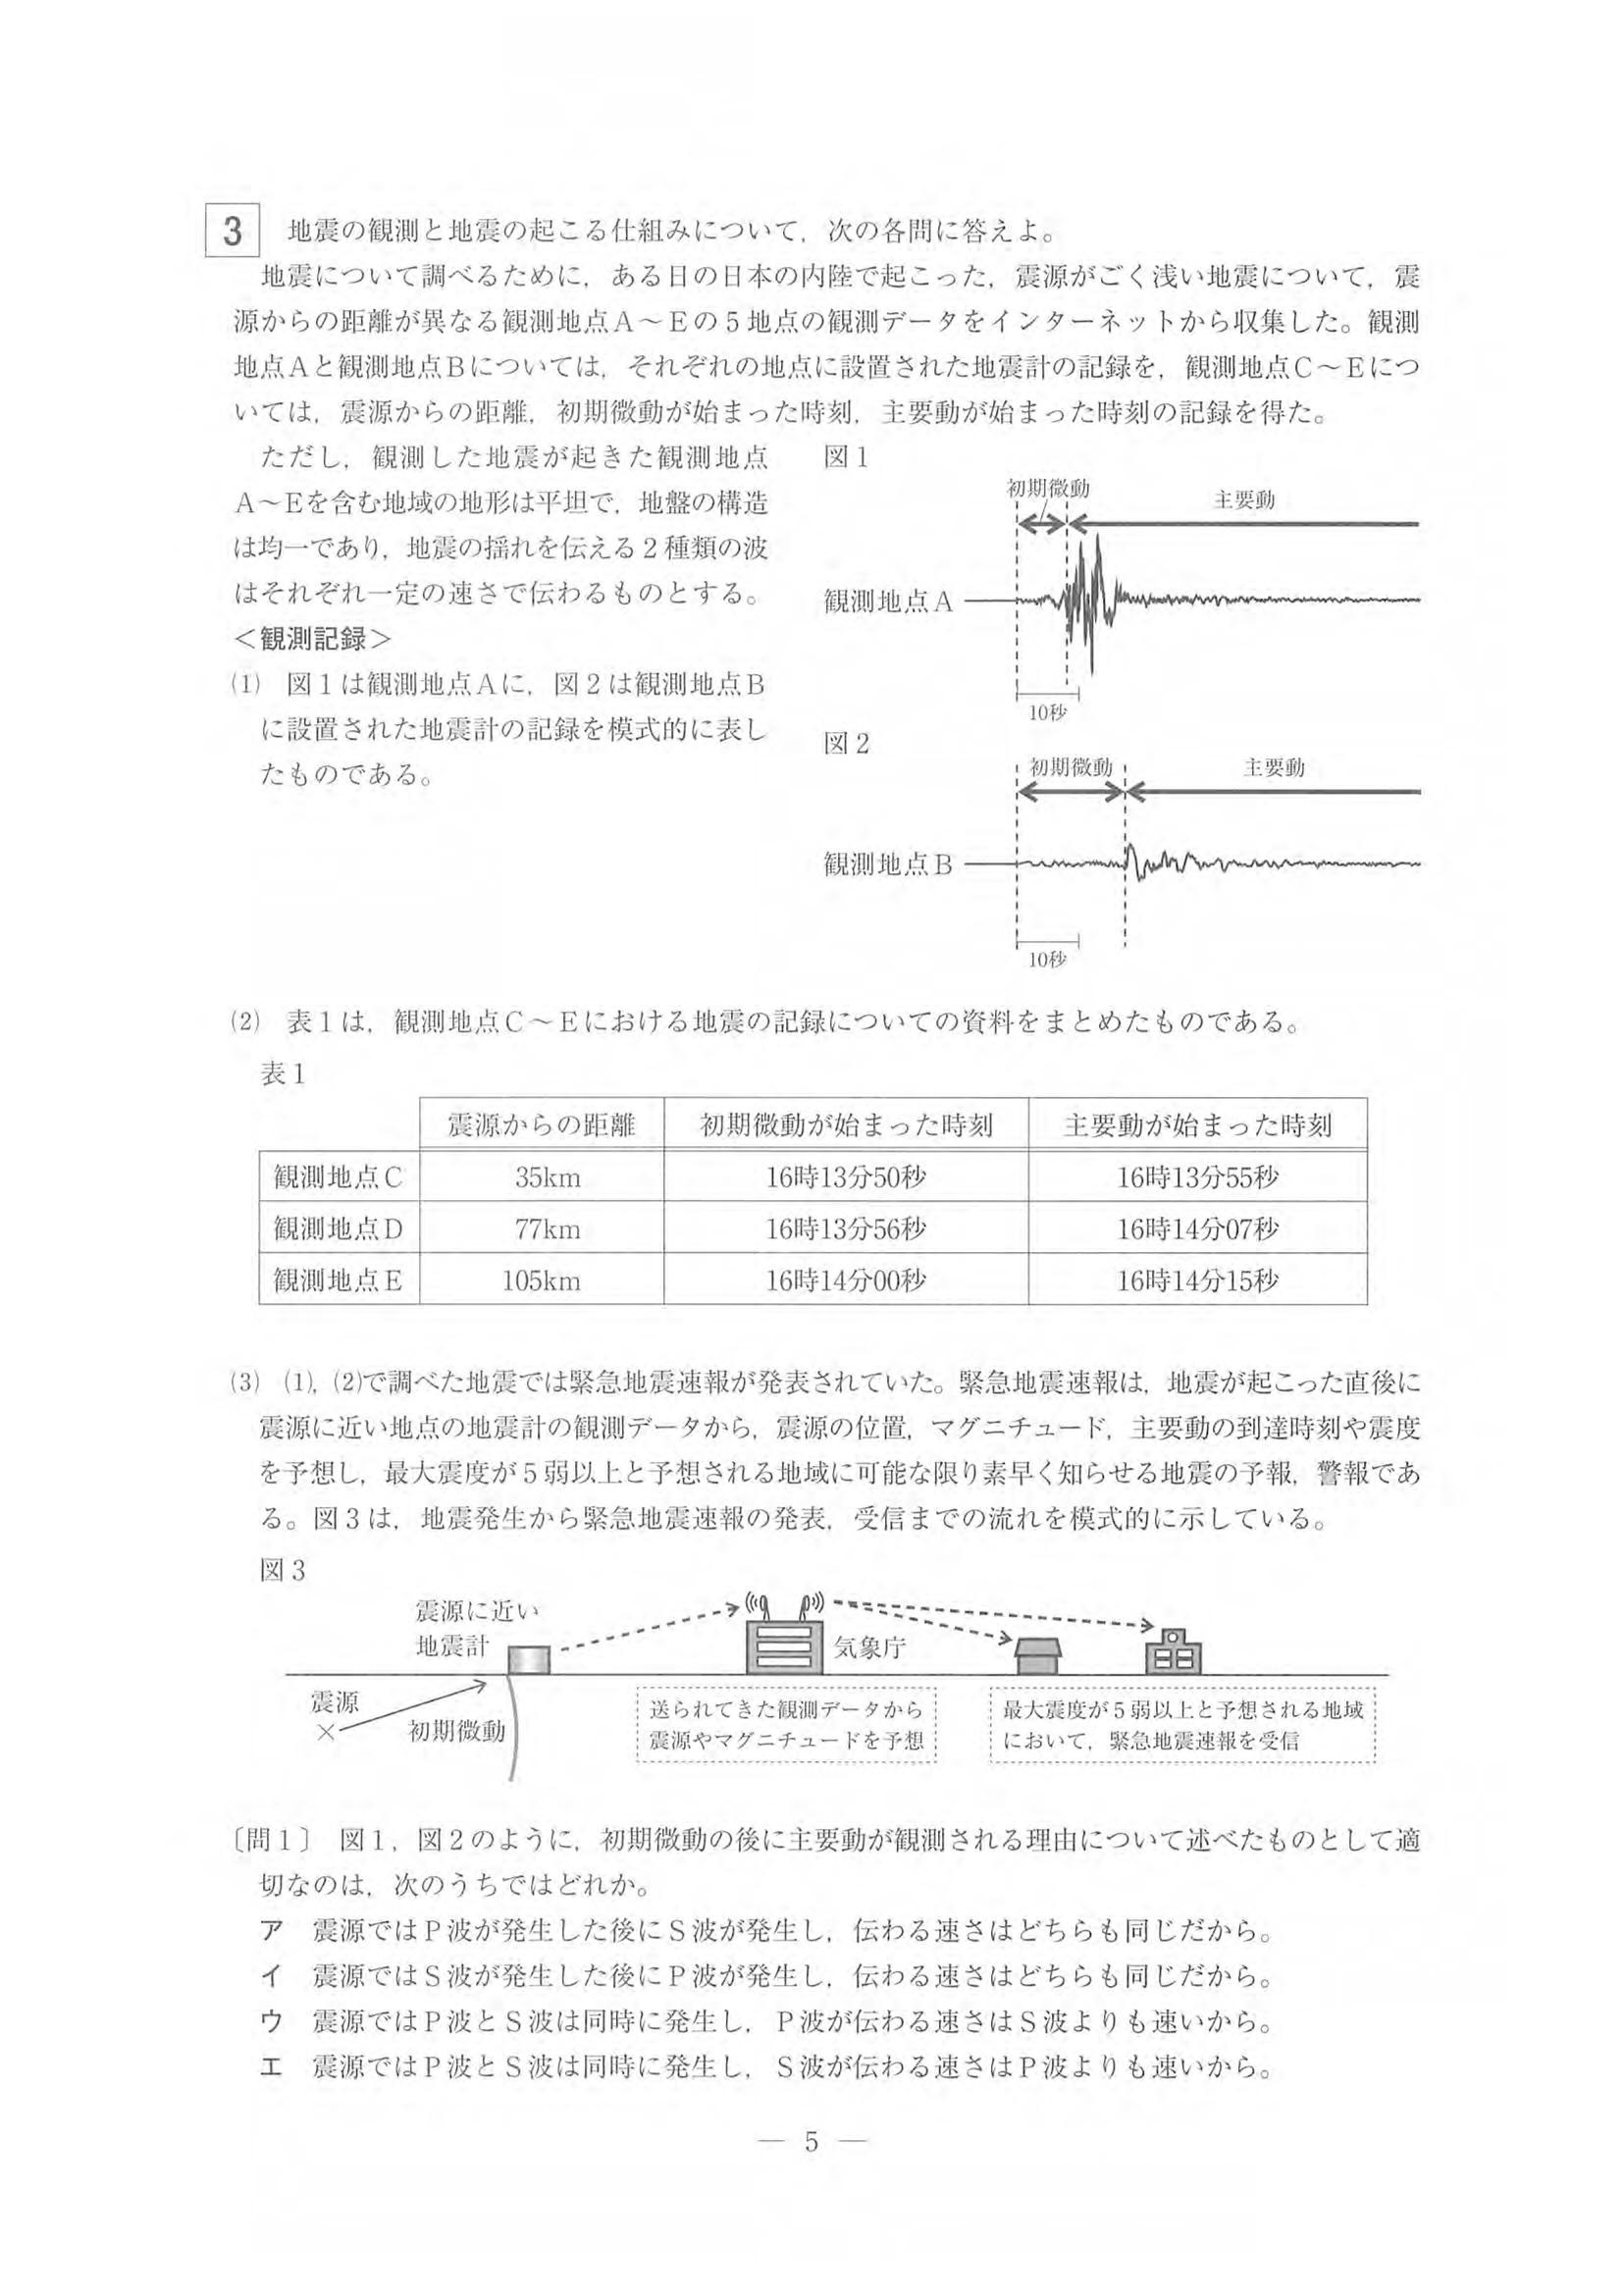 3 地震の観測と地震の起こる仕組みについて，次の各問に答えよ。
地震について調べるために，ある日の日本の内陸で起こった，震源がごく浅い地震について，震
源からの距離が異なる観測地点A～Eの5地点の観測データをインターネットから収集した。観測
地点Aと観測地点Bについては，それぞれの地点に設置された地震計の記録を，観測地点C～Eにつ
いては，震源からの距離，初期微動が始まった時刻，主要動が始まった時刻の記録を得た。
ただし，観測した地震が起きた観測地点
A～Eを含む地域の地形は平坦で，地盤の構造
は均一であり，地震の揺れを伝える2種類の波
はそれぞれ一定の速さで伝わるものとする。
＜観測記録＞
(1) 図1は観測地点Aに，図2は観測地点B
に設置された地震計の記録を模式的に表し
たものである。
図1
初期微動
主要動
観測地点A
10秒
図2
初期微動
主要動
観測地点B
10秒
(2) 表1は，観測地点C～Eにおける地震の記録についての資料をまとめたものである。
表1
震源からの距離 初期微動が始まった時刻 主要動が始まった時刻
観測地点C 35km 16時13分50秒 16時13分55秒
観測地点D 77km 16時13分56秒 16時14分07秒
観測地点E 105km 16時14分00秒 16時14分15秒
(3) (1)，(2)で調べた地震では緊急地震速報が発表されていた。緊急地震速報は，地震が起こった直後に
震源に近い地点の地震計の観測データから，震源の位置，マグニチュード，主要動の到達時刻や震度
を予想し，最大震度が5弱以上と予想される地域に可能な限り素早く知らせる地震の予報，警報であ
る。図3は，地震発生から緊急地震速報の発表，受信までの流れを模式的に示している。
図3
震源に近い
地震計
気象庁
震源
×
初期微動
送られてきた観測データから
震源やマグニチュードを予想
最大震度が5弱以上と予想される地域
において，緊急地震速報を受信
〔問1〕 図1，図2のように，初期微動の後に主要動が観測される理由について述べたものとして適
切なのは，次のうちではどれか。
ア 震源ではP波が発生した後にS波が発生し，伝わる速さはどちらも同じだから。
イ 震源ではS波が発生した後にP波が発生し，伝わる速さはどちらも同じだから。
ウ 震源ではP波とS波は同時に発生し，P波が伝わる速さはS波よりも速いから。
エ 震源ではP波とS波は同時に発生し，S波が伝わる速さはP波よりも速いから。
— 5 —